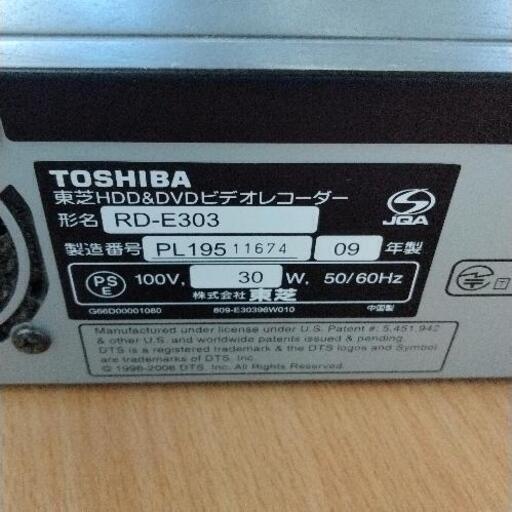 TOSHIBA
東芝HDD&DVDビデオレコーダー
形名 RD-E303
JQA
製造番号 PL195 11674 09 年製
PS E 100V, 30 W, 50/60Hz
株式会社 東芝
G66D00001080 809-E30396W010 中国製
Manufactured under license under U.S. Patent #: 5,451,942
& other U.S. and worldwide patents issued & pending.
DTS is a registered trademark & the DTS logos and Symbol
are trademarks of DTS, Inc.
© 1996-2006 DTS, Inc. All Rights Reserved.